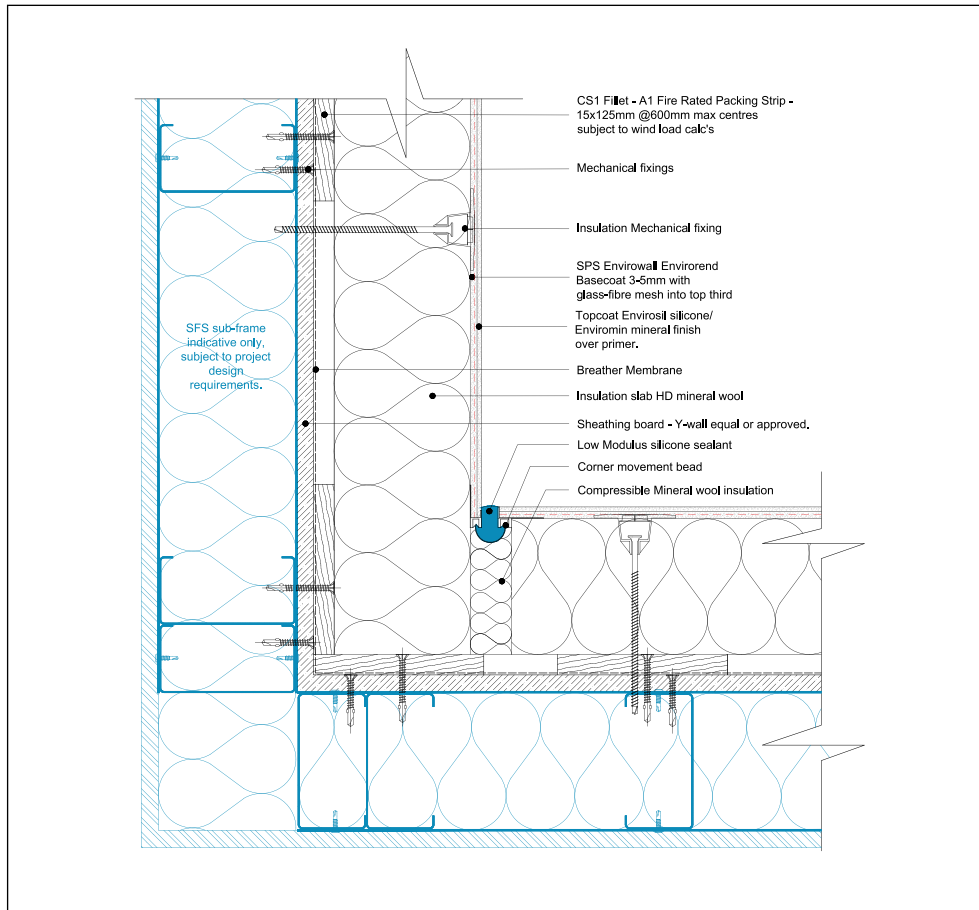 CS1 Fillet - A1 Fire Rated Packing Strip -
15x125mm @600mm max centres
subject to wind load calc's
Mechanical fixings
Insulation Mechanical fixing
SPS Envirowall Envirorend
Basecoat 3-5mm with
glass-fibre mesh into top third
Topcoat Envirosil silicone/
Enviromin mineral finish
over primer.
SFS sub-frame
indicative only,
subject to project
design
requirements.
Breather Membrane
Insulation slab HD mineral wool
Sheathing board - Y-wall equal or approved.
Low Modulus silicone sealant
Corner movement bead
Compressible Mineral wool insulation